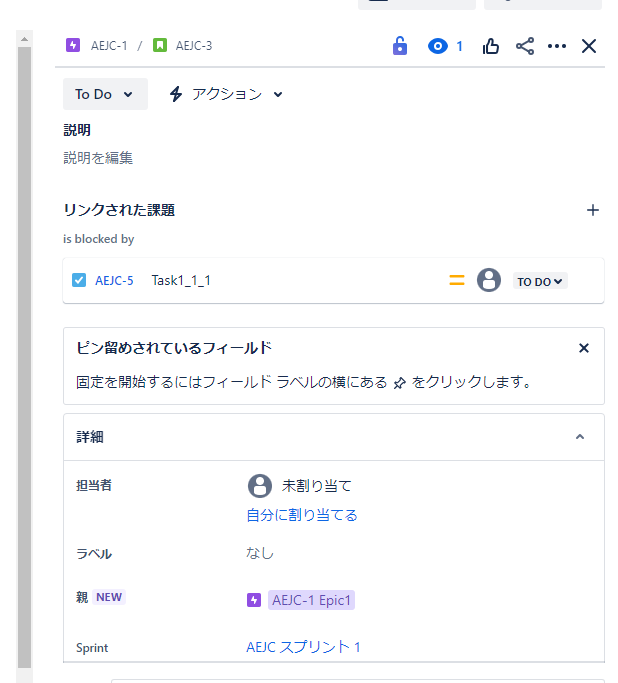 AEJC-1 / AEJC-3 1
To Do アクション
説明
説明を編集
リンクされた課題
is blocked by
AEJC-5 Task1_1_1 TO DO
ピン留めされているフィールド
固定を開始するにはフィールド ラベルの横にある をクリックします。
詳細
担当者 未割り当て
自分に割り当てる
ラベル なし
親 NEW AEJC-1 Epic1
Sprint AEJC スプリント 1